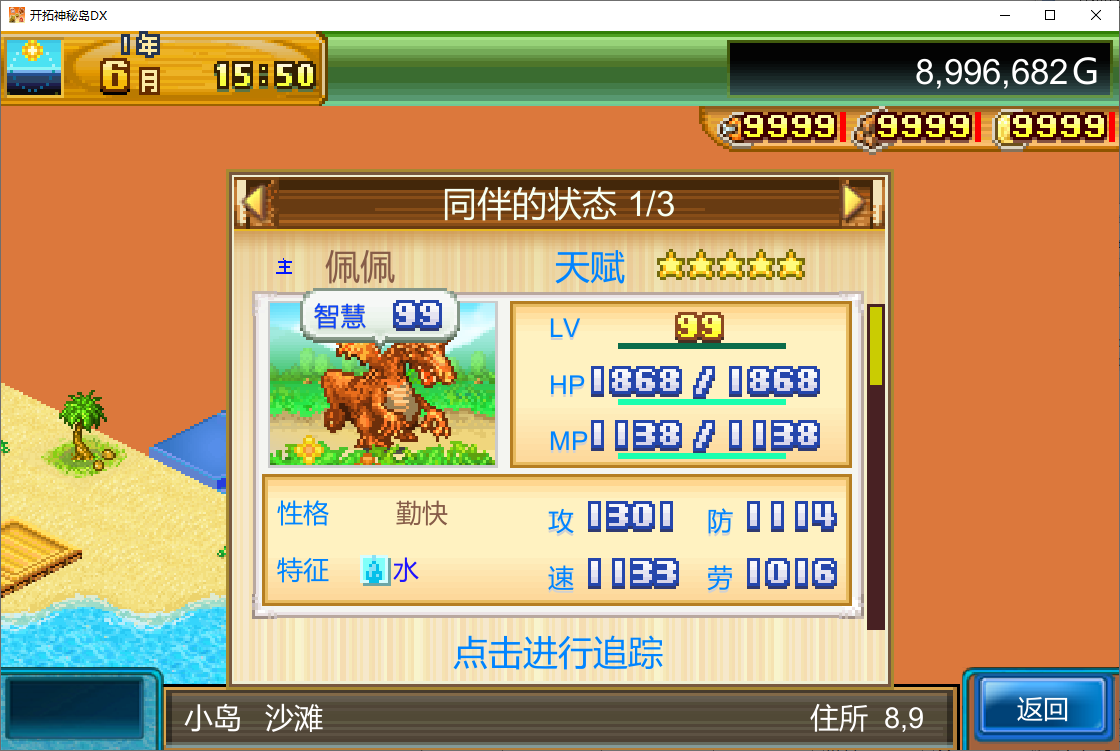 开拓神秘岛DX
1年
6月 15:50
8,996,682G
9999 9999 9999
同伴的状态 1/3
主 佩佩 天赋
智慧 99
LV 99
HP 1868 / 1868
MP 1138 / 1138
性格 勤快 攻 1301 防 1114
特征 水 速 1133 劳 1016
点击进行追踪
小岛 沙滩 住所 8,9
返回